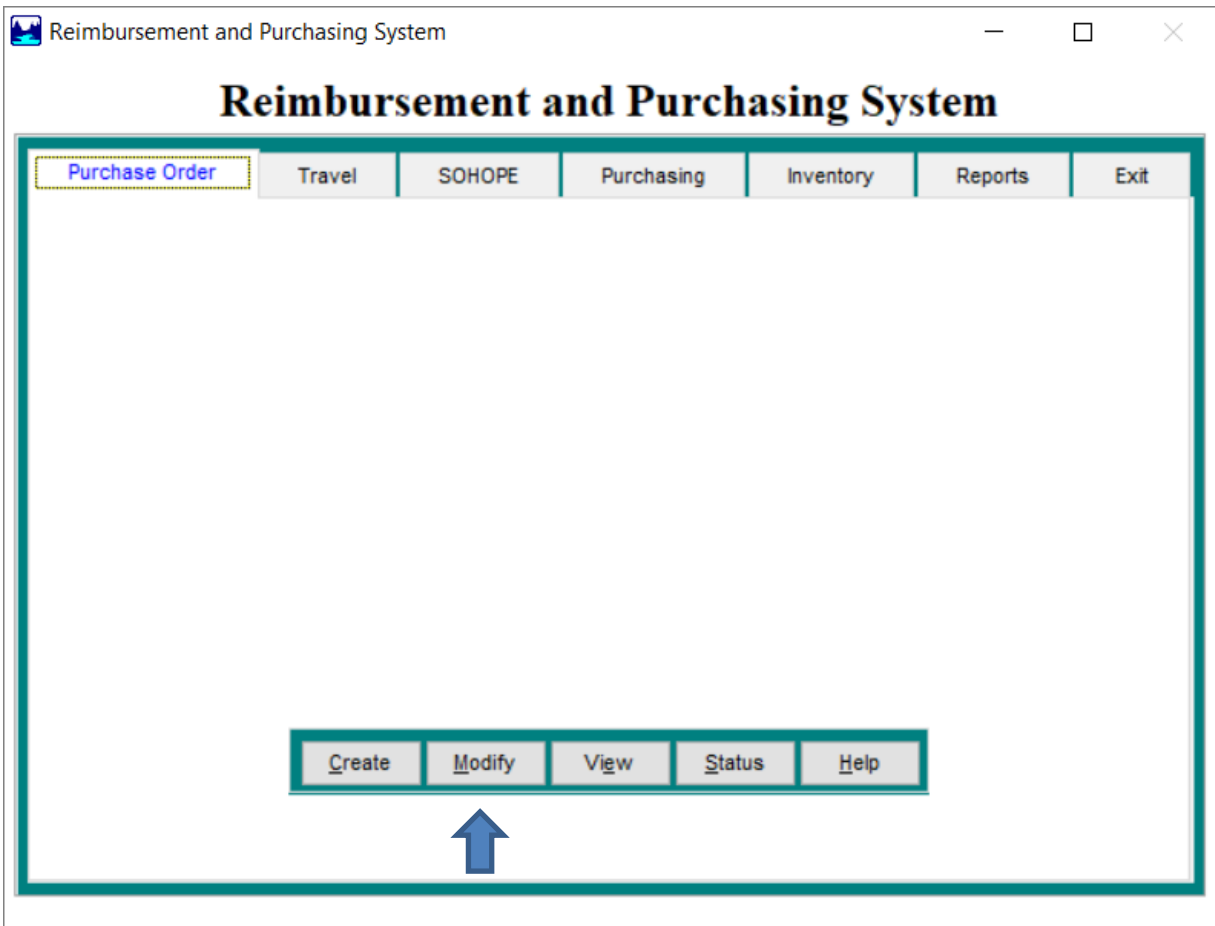 Reimbursement and Purchasing System
Reimbursement and Purchasing System
Purchase Order Travel SOHOPE Purchasing Inventory Reports Exit
Create Modify View Status Help